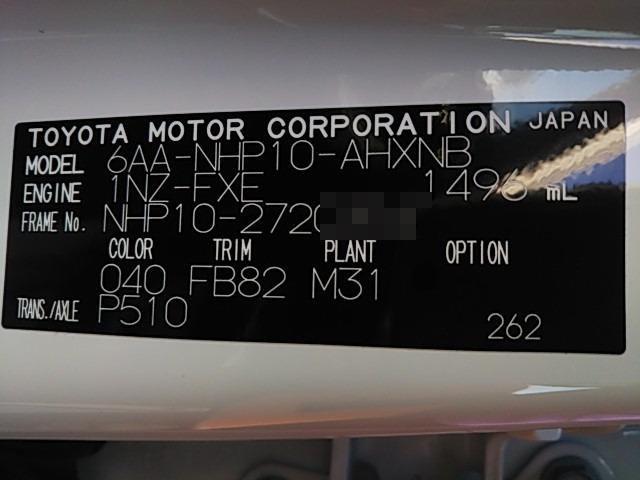 TOYOTA MOTOR CORPORATION JAPAN
MODEL 6AA-NHP10-AHXNB
ENGINE 1NZ-FXE 1496 mL
FRAME No. NHP10-2720
COLOR TRIM PLANT OPTION
040 FB82 M31
TRANS./AXLE P510
262